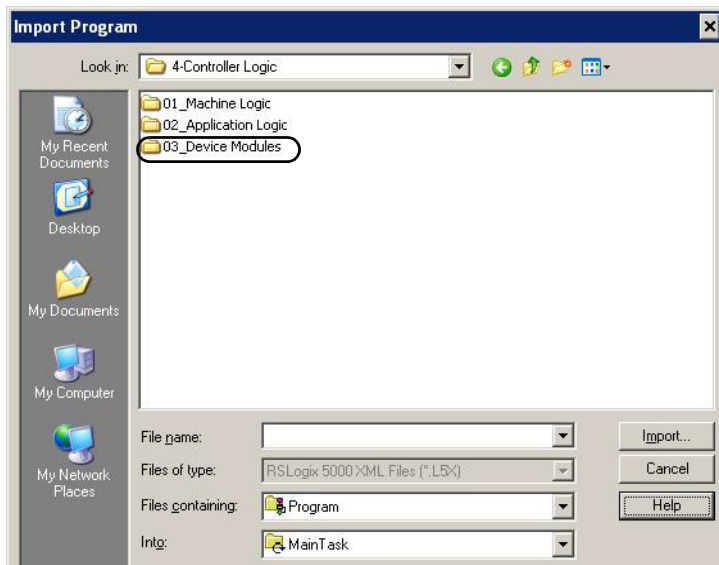 Import Program
Look in: 4-Controller Logic
01_Machine Logic
02_Application Logic
03_Device Modules
My Recent
Documents
Desktop
My Documents
My Computer
My Network
Places
File name:
Import...
Files of type: RSLogix 5000 XML Files (*.L5X)
Cancel
Files containing: Program
Help
Into: MainTask